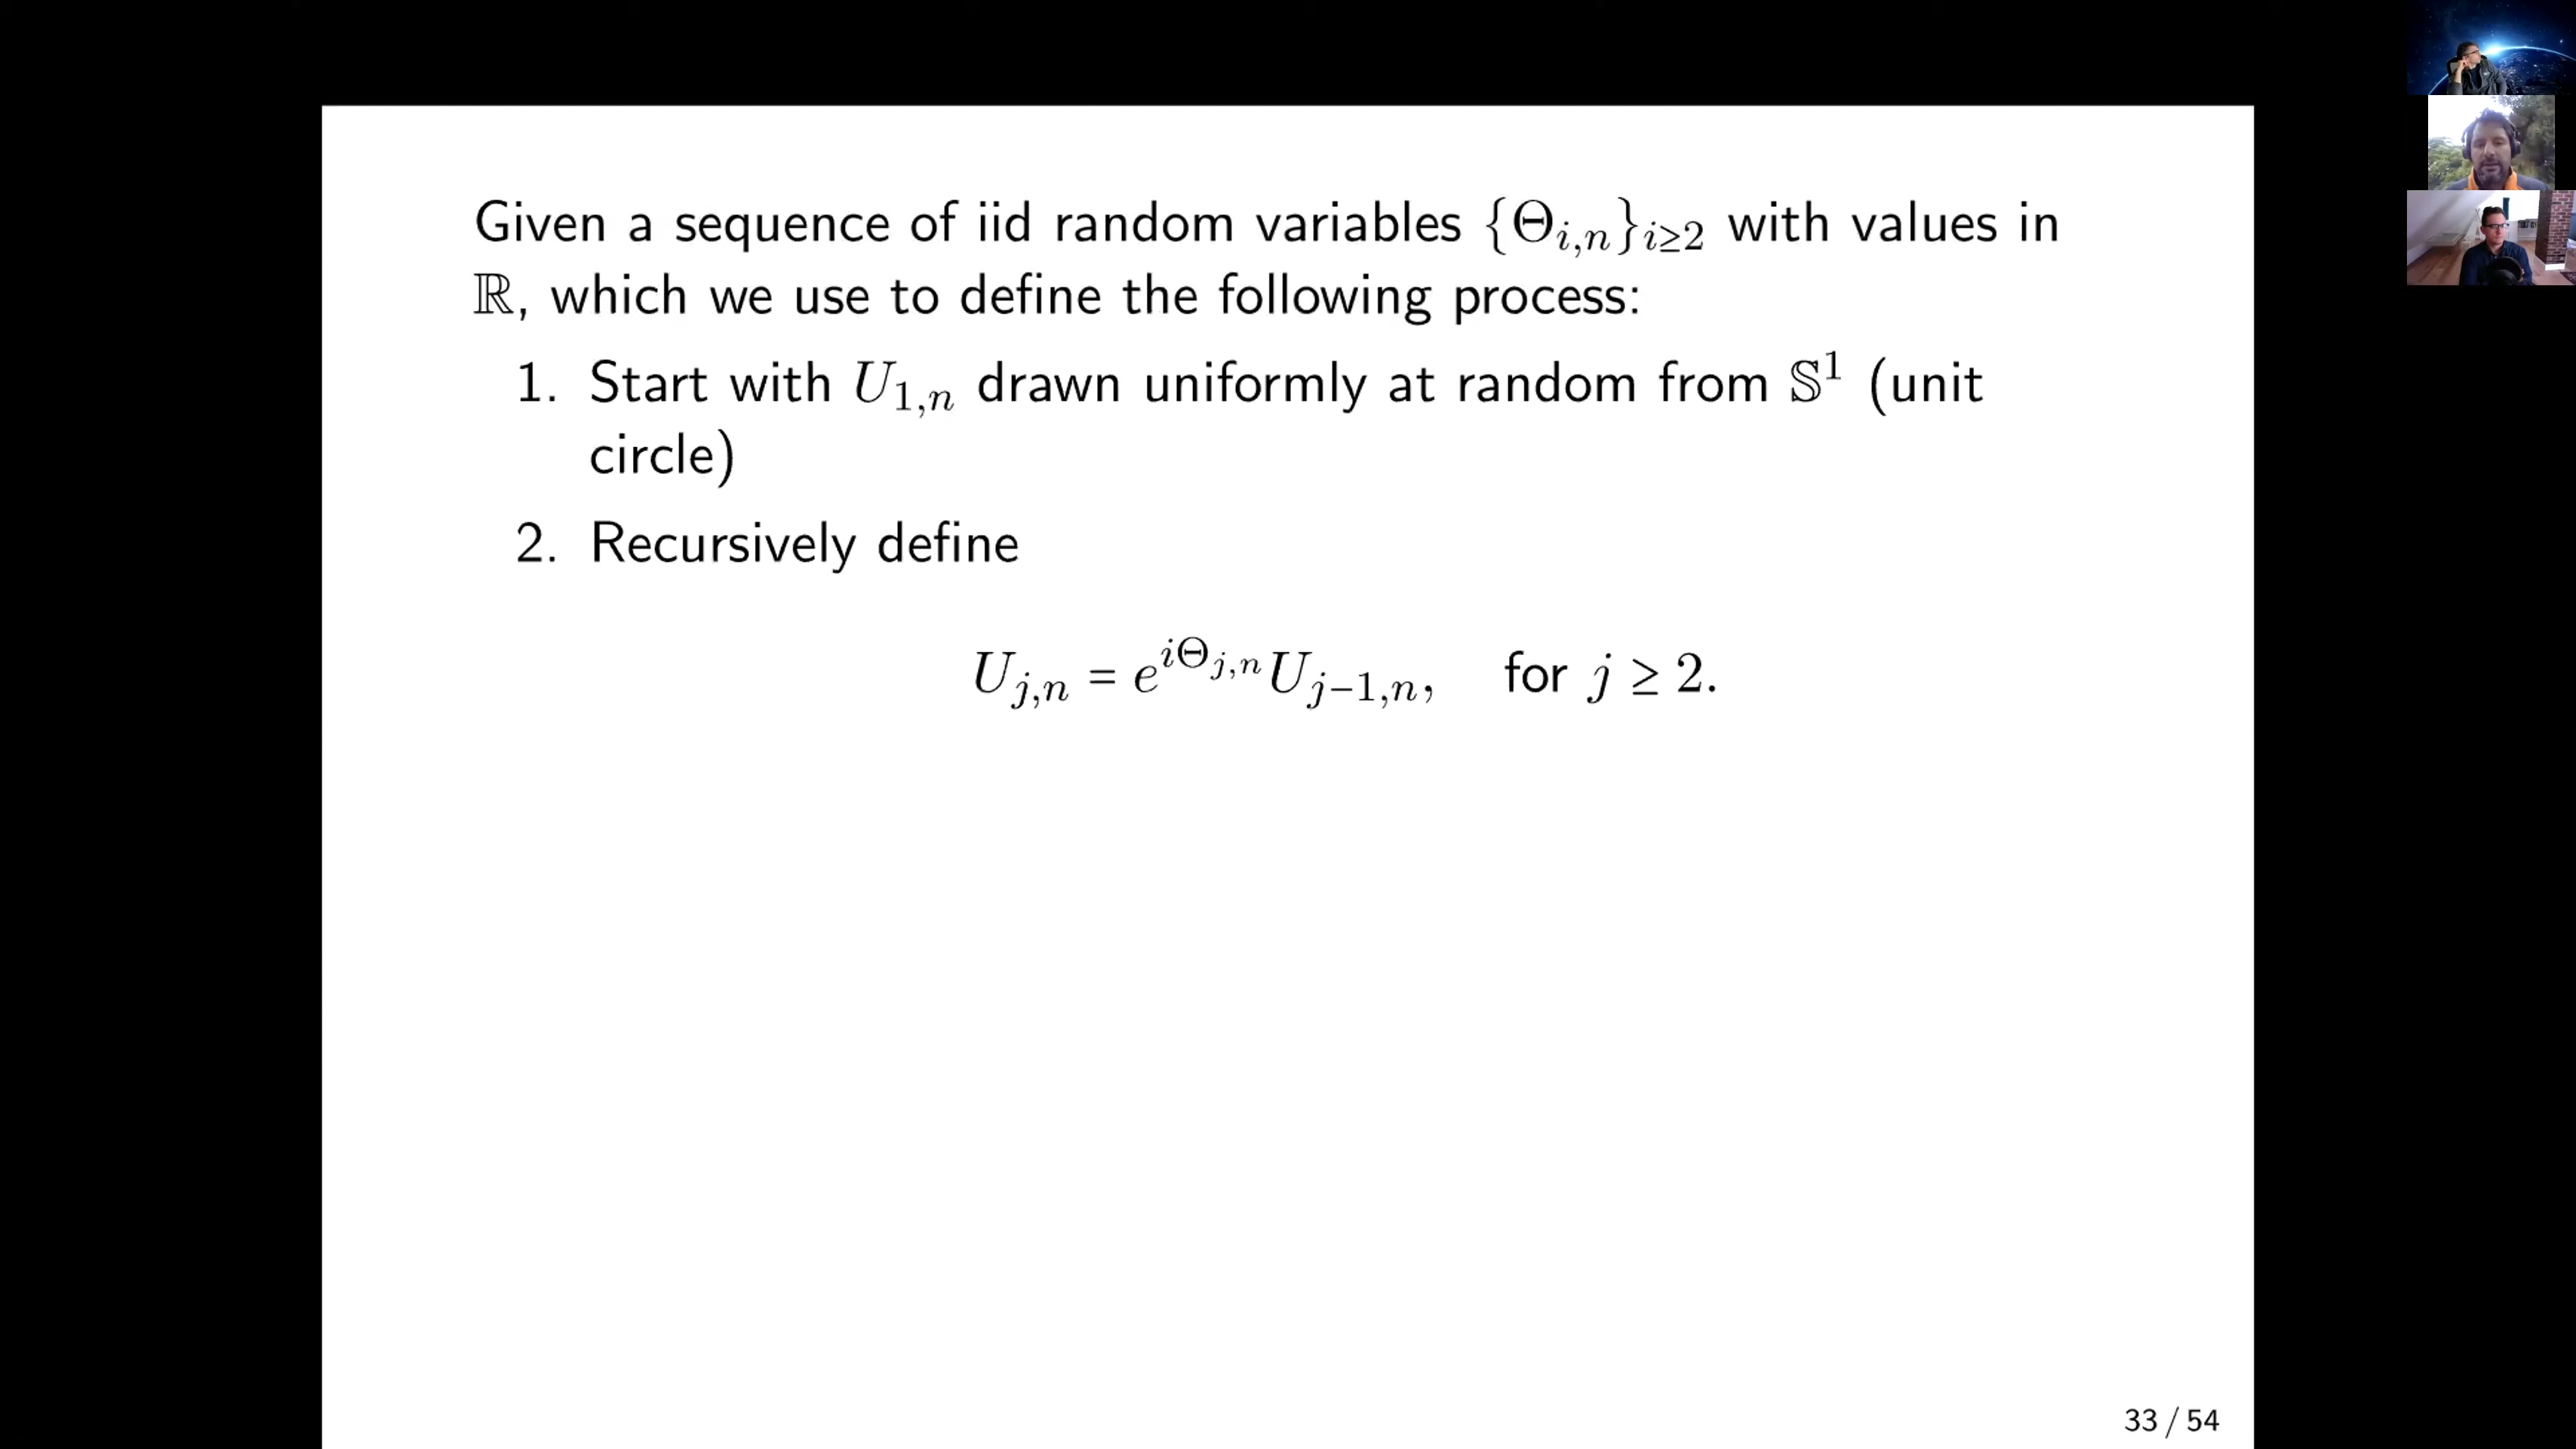 Given a sequence of iid random variables {Θ_{i,n}}_{i≥2} with values in
ℝ, which we use to define the following process:
1. Start with U_{1,n} drawn uniformly at random from 𝕊^1 (unit
circle)
2. Recursively define
U_{j,n} = e^{iΘ_{j,n}} U_{j−1,n}, for j ≥ 2.
33 / 54